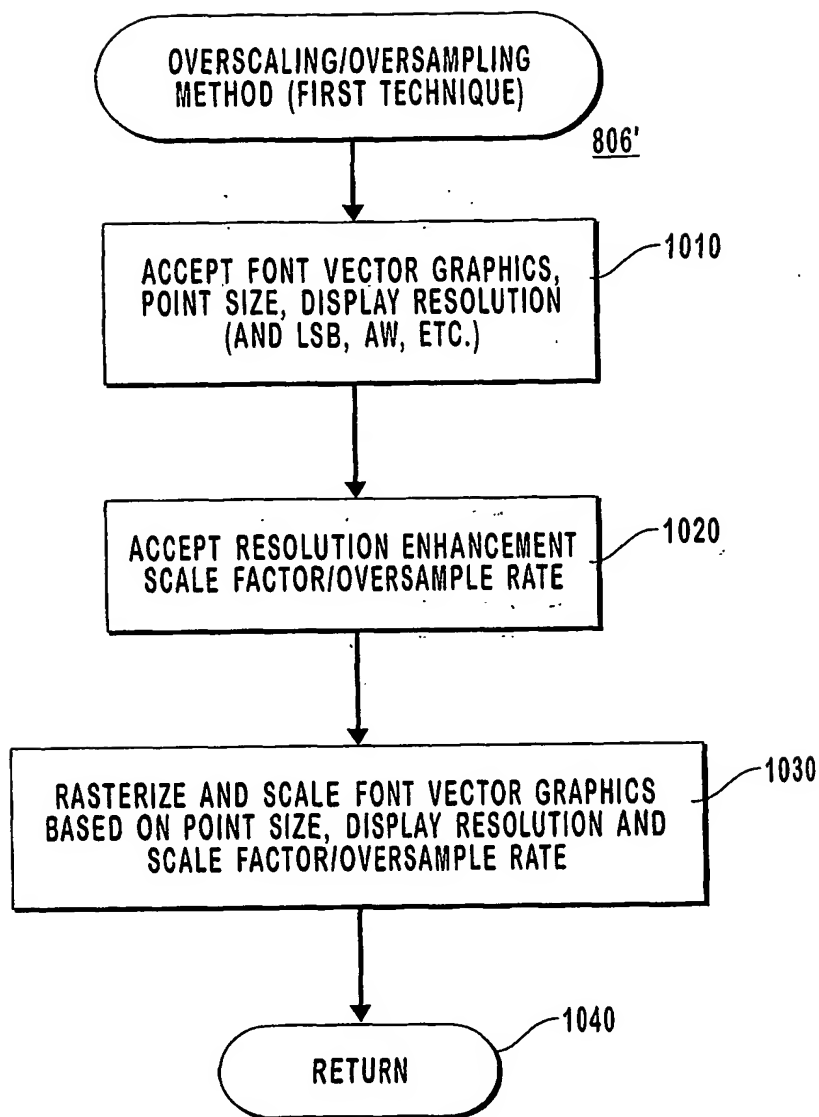 OVERSCALING/OVERSAMPLING
METHOD (FIRST TECHNIQUE)
806'
1010
ACCEPT FONT VECTOR GRAPHICS,
POINT SIZE, DISPLAY RESOLUTION
(AND LSB, AW, ETC.)
1020
ACCEPT RESOLUTION ENHANCEMENT
SCALE FACTOR/OVERSAMPLE RATE
1030
RASTERIZE AND SCALE FONT VECTOR GRAPHICS
BASED ON POINT SIZE, DISPLAY RESOLUTION AND
SCALE FACTOR/OVERSAMPLE RATE
1040
RETURN